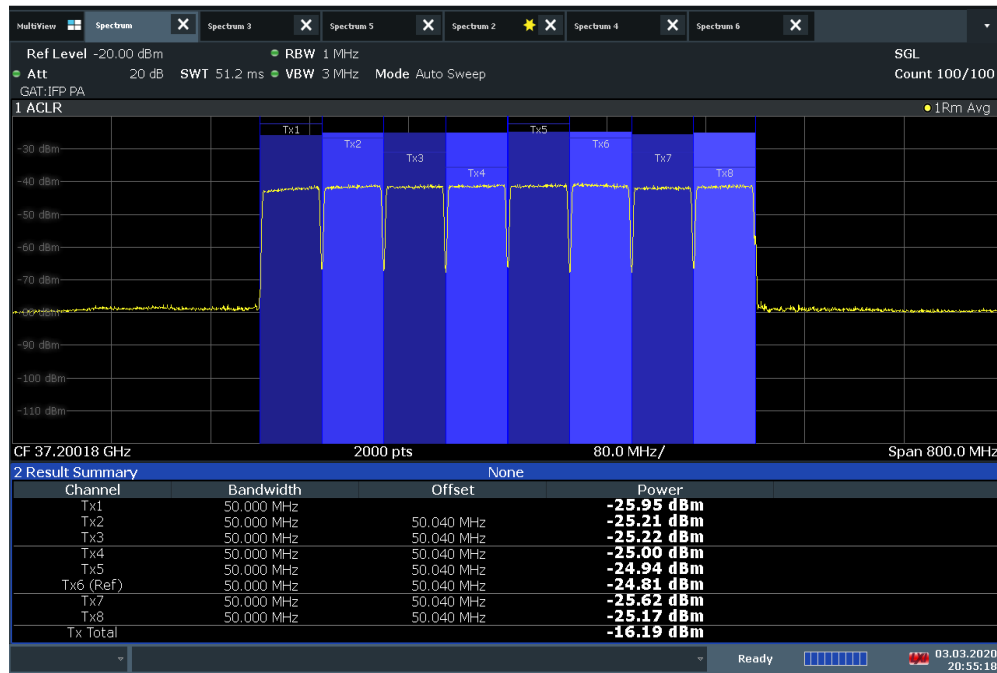 MultiView Spectrum X Spectrum 3 X Spectrum 5 X Spectrum 2 X Spectrum 4 X Spectrum 6 X
Ref Level -20.00 dBm RBW 1 MHz SGL
Att 20 dB SWT 51.2 ms VBW 3 MHz Mode Auto Sweep Count 100/100
GAT:IFP PA
1 ACLR 1Rm Avg
Tx1 Tx5
Tx2 Tx6
-30 dBm
Tx3 Tx7
Tx4 Tx8
-40 dBm
-50 dBm
-60 dBm
-70 dBm
-80 dBm
-90 dBm
-100 dBm
-110 dBm
CF 37.20018 GHz 2000 pts 80.0 MHz/ Span 800.0 MHz
2 Result Summary None
Channel Bandwidth Offset Power
Tx1 50.000 MHz -25.95 dBm
Tx2 50.000 MHz 50.040 MHz -25.21 dBm
Tx3 50.000 MHz 50.040 MHz -25.22 dBm
Tx4 50.000 MHz 50.040 MHz -25.00 dBm
Tx5 50.000 MHz 50.040 MHz -24.94 dBm
Tx6 (Ref) 50.000 MHz 50.040 MHz -24.81 dBm
Tx7 50.000 MHz 50.040 MHz -25.62 dBm
Tx8 50.000 MHz 50.040 MHz -25.17 dBm
Tx Total -16.19 dBm
Ready 03.03.2020
20:55:18